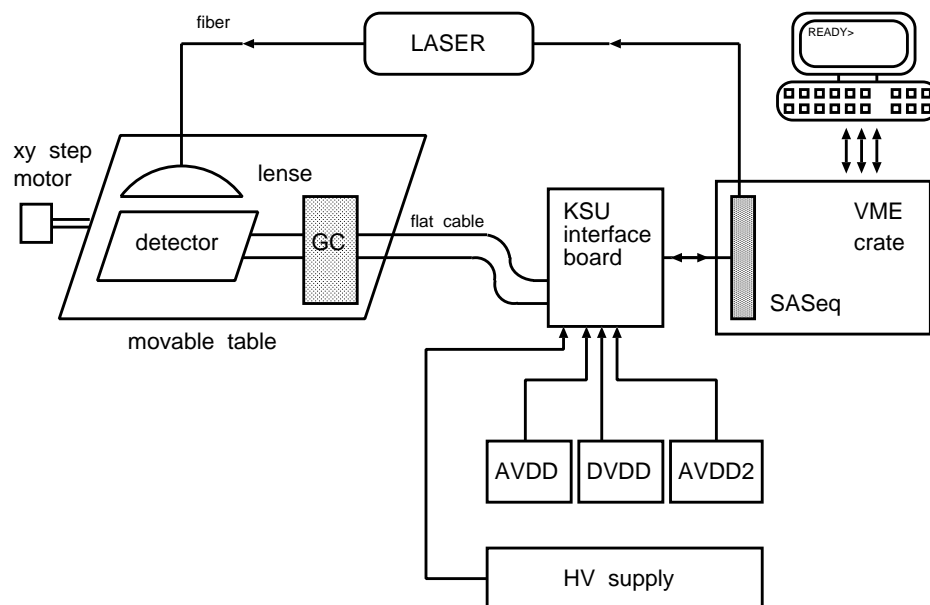 fiber
LASER
READY>
xy step
motor
lense
detector
GC
flat cable
KSU
interface
board
VME
crate
SASeq
movable table
AVDD
DVDD
AVDD2
HV supply